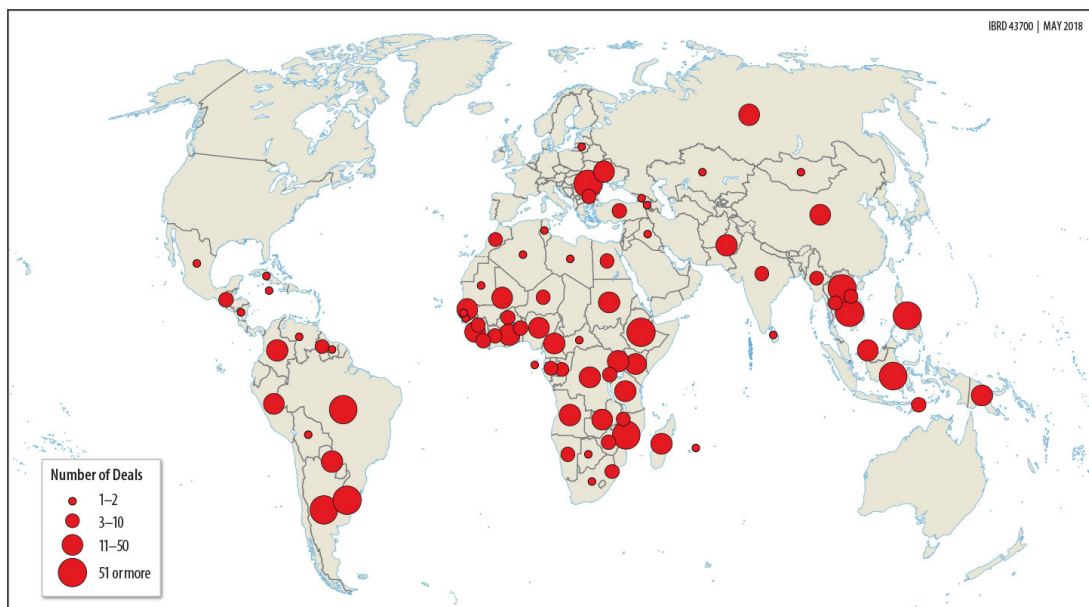 IBRD 43700 | MAY 2018
Number of Deals
1–2
3–10
11–50
51 or more